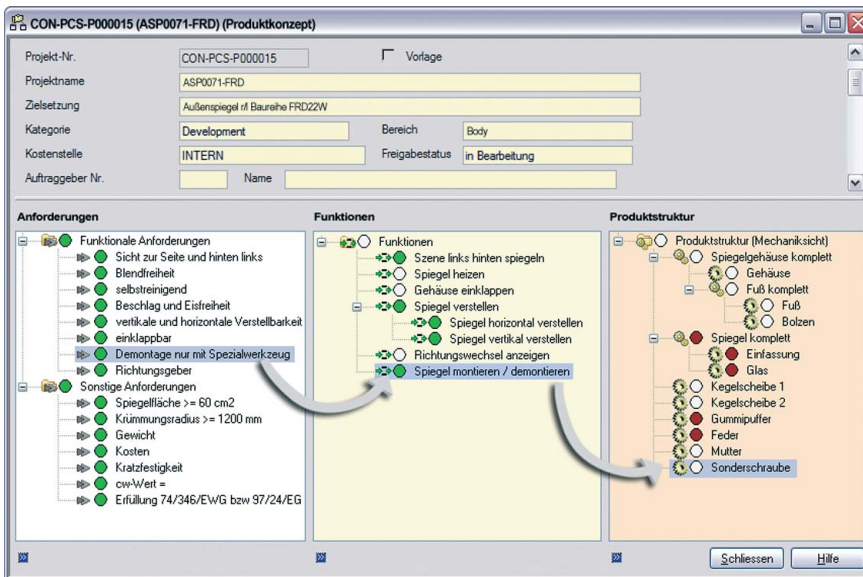 CON-PCS-P000015 (ASP0071-FRD) (Produktkonzept)
Projekt-Nr. CON-PCS-P000015 Vorlage
Projektname ASP0071-FRD
Zielsetzung Außenspiegel r/l Baureihe FRD22W
Kategorie Development Bereich Body
Kostenstelle INTERN Freigabestatus in Bearbeitung
Auftraggeber Nr. Name
Anforderungen
Funktionale Anforderungen
Sicht zur Seite und hinten links
Blendfreiheit
selbstreinigend
Beschlag und Eisfreiheit
vertikale und horizontale Verstellbarkeit
einklappbar
Demontage nur mit Spezialwerkzeug
Richtungsgeber
Sonstige Anforderungen
Spiegelfläche >= 60 cm2
Krümmungsradius >= 1200 mm
Gewicht
Kosten
Kratzfestigkeit
cw-Wert =
Erfüllung 74/346/EWG bzw 97/24/EG
Funktionen
Funktionen
Szene links hinten spiegeln
Spiegel heizen
Gehäuse einklappen
Spiegel verstellen
Spiegel horizontal verstellen
Spiegel vertikal verstellen
Richtungswechsel anzeigen
Spiegel montieren / demontieren
Produktstruktur
Produktstruktur (Mechaniksicht)
Spiegelgehäuse komplett
Gehäuse
Fuß komplett
Fuß
Bolzen
Spiegel komplett
Einfassung
Glas
Kegelscheibe 1
Kegelscheibe 2
Gummipuffer
Feder
Mutter
Sonderschraube
Schliessen Hilfe